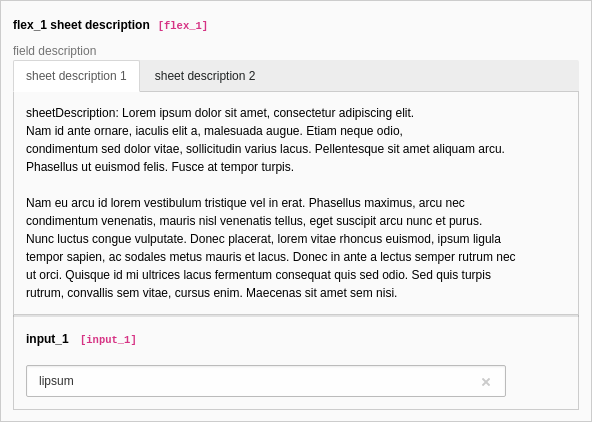 flex_1 sheet description [flex_1]
field description
sheet description 1 sheet description 2
sheetDescription: Lorem ipsum dolor sit amet, consectetur adipiscing elit.
Nam id ante ornare, iaculis elit a, malesuada augue. Etiam neque odio,
condimentum sed dolor vitae, sollicitudin varius lacus. Pellentesque sit amet aliquam arcu.
Phasellus ut euismod felis. Fusce at tempor turpis.
Nam eu arcu id lorem vestibulum tristique vel in erat. Phasellus maximus, arcu nec
condimentum venenatis, mauris nisl venenatis tellus, eget suscipit arcu nunc et purus.
Nunc luctus congue vulputate. Donec placerat, lorem vitae rhoncus euismod, ipsum ligula
tempor sapien, ac sodales metus mauris et lacus. Donec in ante a lectus semper rutrum nec
ut orci. Quisque id mi ultrices lacus fermentum consequat quis sed odio. Sed quis turpis
rutrum, convallis sem vitae, cursus enim. Maecenas sit amet sem nisi.
input_1 [input_1]
lipsum